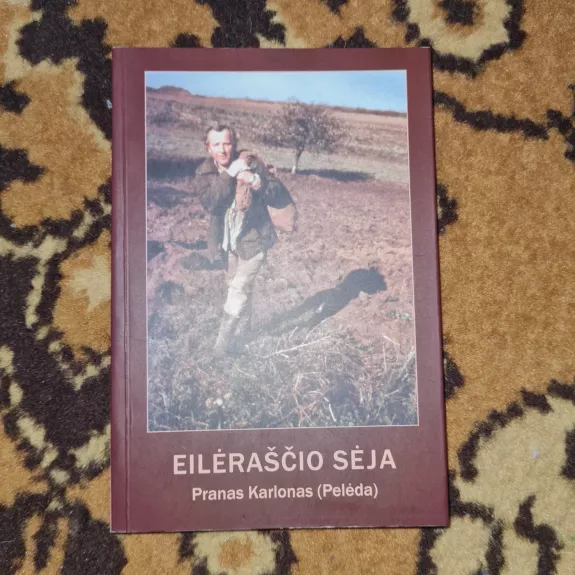 EILĖRAŠČIO SĖJA
Pranas Karlonas (Pelėda)